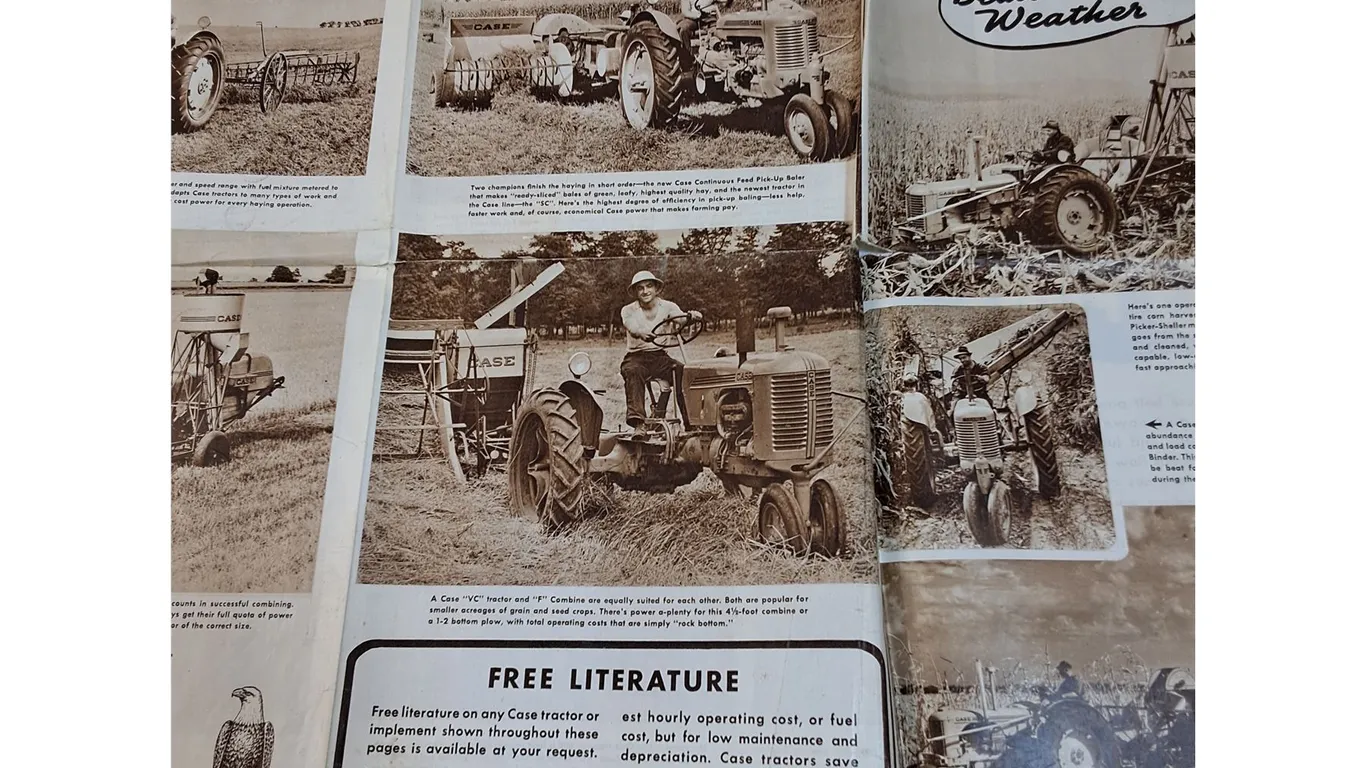 er and speed range with fuel mixture metered to
dapts Case tractors to many types of work and
cost power for every haying operation.
CASE
Two champions finish the haying in short order—the new Case Continuous Feed Pick-Up Baler
that makes "ready-sliced" bales of green, leafy, highest quality hay, and the newest tractor in
the Case line—the "SC". Here's the highest degree of efficiency in pick-up baling—less help,
faster work and, of course, economical Case power that makes farming pay.
Weather
CAS
CASE
CASE
A Case "VC" tractor and "F" Combine are equally suited for each other. Both are popular for
smaller acreages of grain and seed crops. There's power a-plenty for this 4½-foot combine or
a 1-2 bottom plow, with total operating costs that are simply "rock bottom."
Here's one oper
tire corn harve
Picker-Sheller m
goes from the
and cleaned,
capable, low-
fast approach
← A Case
abundance
and load co
Binder. Thi
be beat fo
during the
counts in successful combining.
ys get their full quota of power
or of the correct size.
FREE LITERATURE
Free literature on any Case tractor or
implement shown throughout these
pages is available at your request.
est hourly operating cost, or fuel
cost, but for low maintenance and
depreciation. Case tractors save